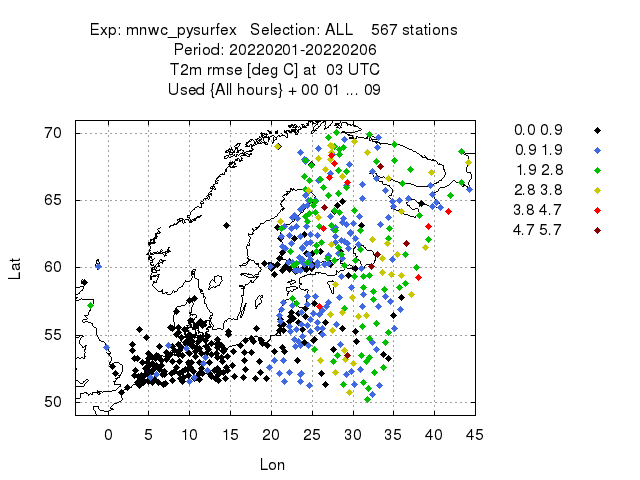 Exp: mnwc_pysurfex   Selection: ALL    567 stations
Period: 20220201-20220206
T2m rmse [deg C] at  03 UTC
Used {All hours} + 00 01 ... 09
70
65
60
55
50
Lat
0 5 10 15 20 25 30 35 40 45
Lon
0.0 0.9
0.9 1.9
1.9 2.8
2.8 3.8
3.8 4.7
4.7 5.7